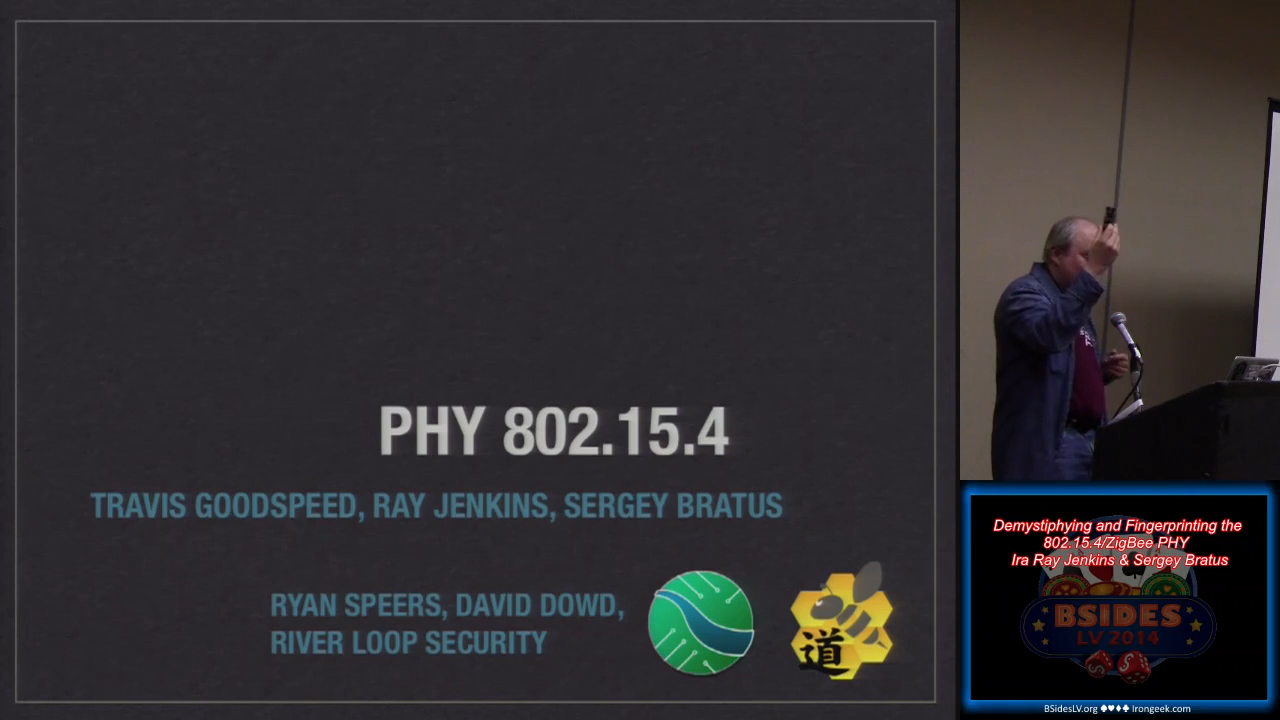 PHY 802.15.4
TRAVIS GOODSPEED, RAY JENKINS, SERGEY BRATUS
RYAN SPEERS, DAVID DOWD,
RIVER LOOP SECURITY
道
Demystiphying and Fingerprinting the
802.15.4/ZigBee PHY
Ira Ray Jenkins & Sergey Bratus
BSIDES
LV 2014
BSidesLV.org ♠♥♦♣ Irongeek.com